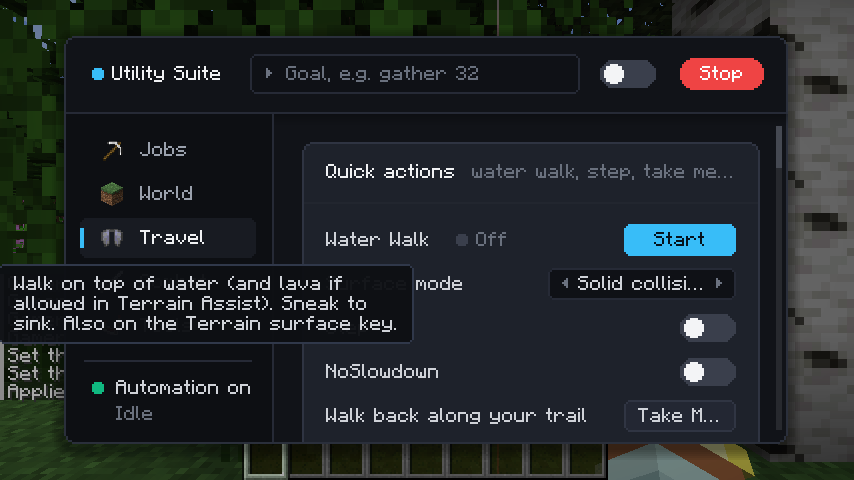 Utility Suite
Goal, e.g. gather 32
Stop
Jobs
World
Travel
Quick actions water walk, step, take me...
Water Walk Off Start
mode Solid collisi...
Walk on top of water (and lava if
allowed in Terrain Assist). Sneak to
sink. Also on the Terrain surface key.
Set th
Set th
Applie
NoSlowdown
Automation on
Idle
Walk back along your trail Take M...